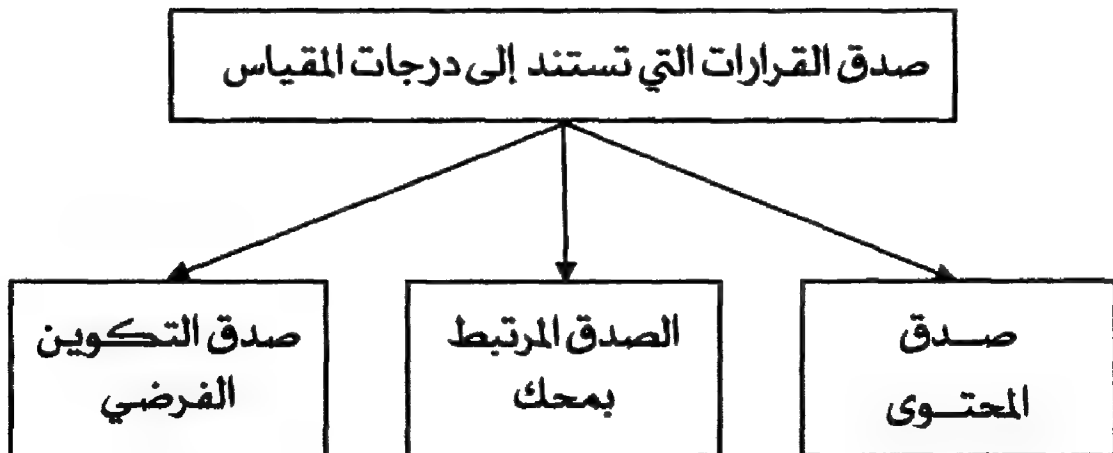 صدق القرارات التي تستند إلى درجات المقياس
صدق
المحتوى
الصدق المرتبط
بمحك
صدق التكوين
الفرضي